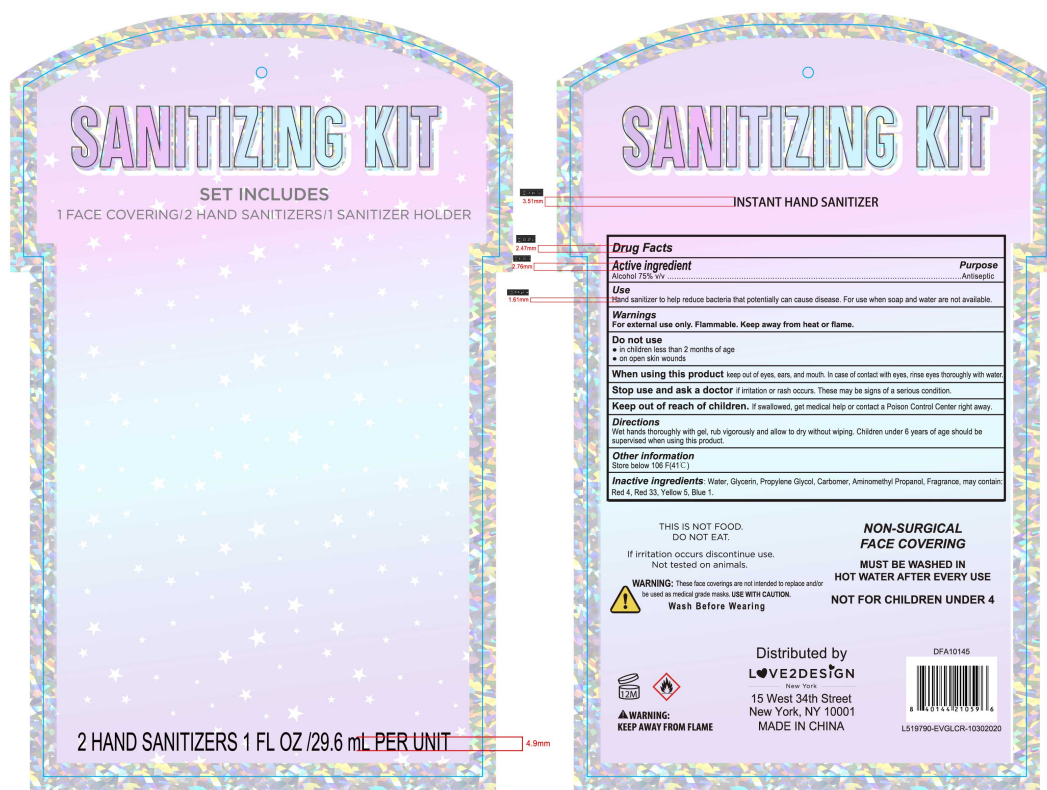 SANITIZING KIT
SET INCLUDES
1 FACE COVERING/2 HAND SANITIZERS/1 SANITIZER HOLDER
2 HAND SANITIZERS 1 FL OZ /29.6 mL PER UNIT
4.9mm
SANITIZING KIT
3.51mm
INSTANT HAND SANITIZER
2.47mm
Drug Facts
2.76mm
Active ingredient Purpose
Alcohol 75% v/v ................Antiseptic
1.61mm
Use
Hand sanitizer to help reduce bacteria that potentially can cause disease. For use when soap and water are not available.
Warnings
For external use only. Flammable. Keep away from heat or flame.
Do not use
● in children less than 2 months of age
● on open skin wounds
When using this product keep out of eyes, ears, and mouth. In case of contact with eyes, rinse eyes thoroughly with water.
Stop use and ask a doctor if irritation or rash occurs. These may be signs of a serious condition.
Keep out of reach of children. If swallowed, get medical help or contact a Poison Control Center right away.
Directions
Wet hands thoroughly with gel, rub vigorously and allow to dry without wiping. Children under 6 years of age should be
supervised when using this product.
Other information
Store below 106 F(41℃)
Inactive ingredients: Water, Glycerin, Propylene Glycol, Carbomer, Aminomethyl Propanol, Fragrance, may contain:
Red 4, Red 33, Yellow 5, Blue 1.
THIS IS NOT FOOD.
DO NOT EAT.
If irritation occurs discontinue use.
Not tested on animals.
WARNING: These face coverings are not intended to replace and/or
be used as medical grade masks. USE WITH CAUTION.
Wash Before Wearing
NON-SURGICAL
FACE COVERING
MUST BE WASHED IN
HOT WATER AFTER EVERY USE
NOT FOR CHILDREN UNDER 4
12M
WARNING:
KEEP AWAY FROM FLAME
Distributed by
LOVE2DESIGN
New York
15 West 34th Street
New York, NY 10001
MADE IN CHINA
DFA10145
8 40144 21059 6
L519790-EVGLCR-10302020